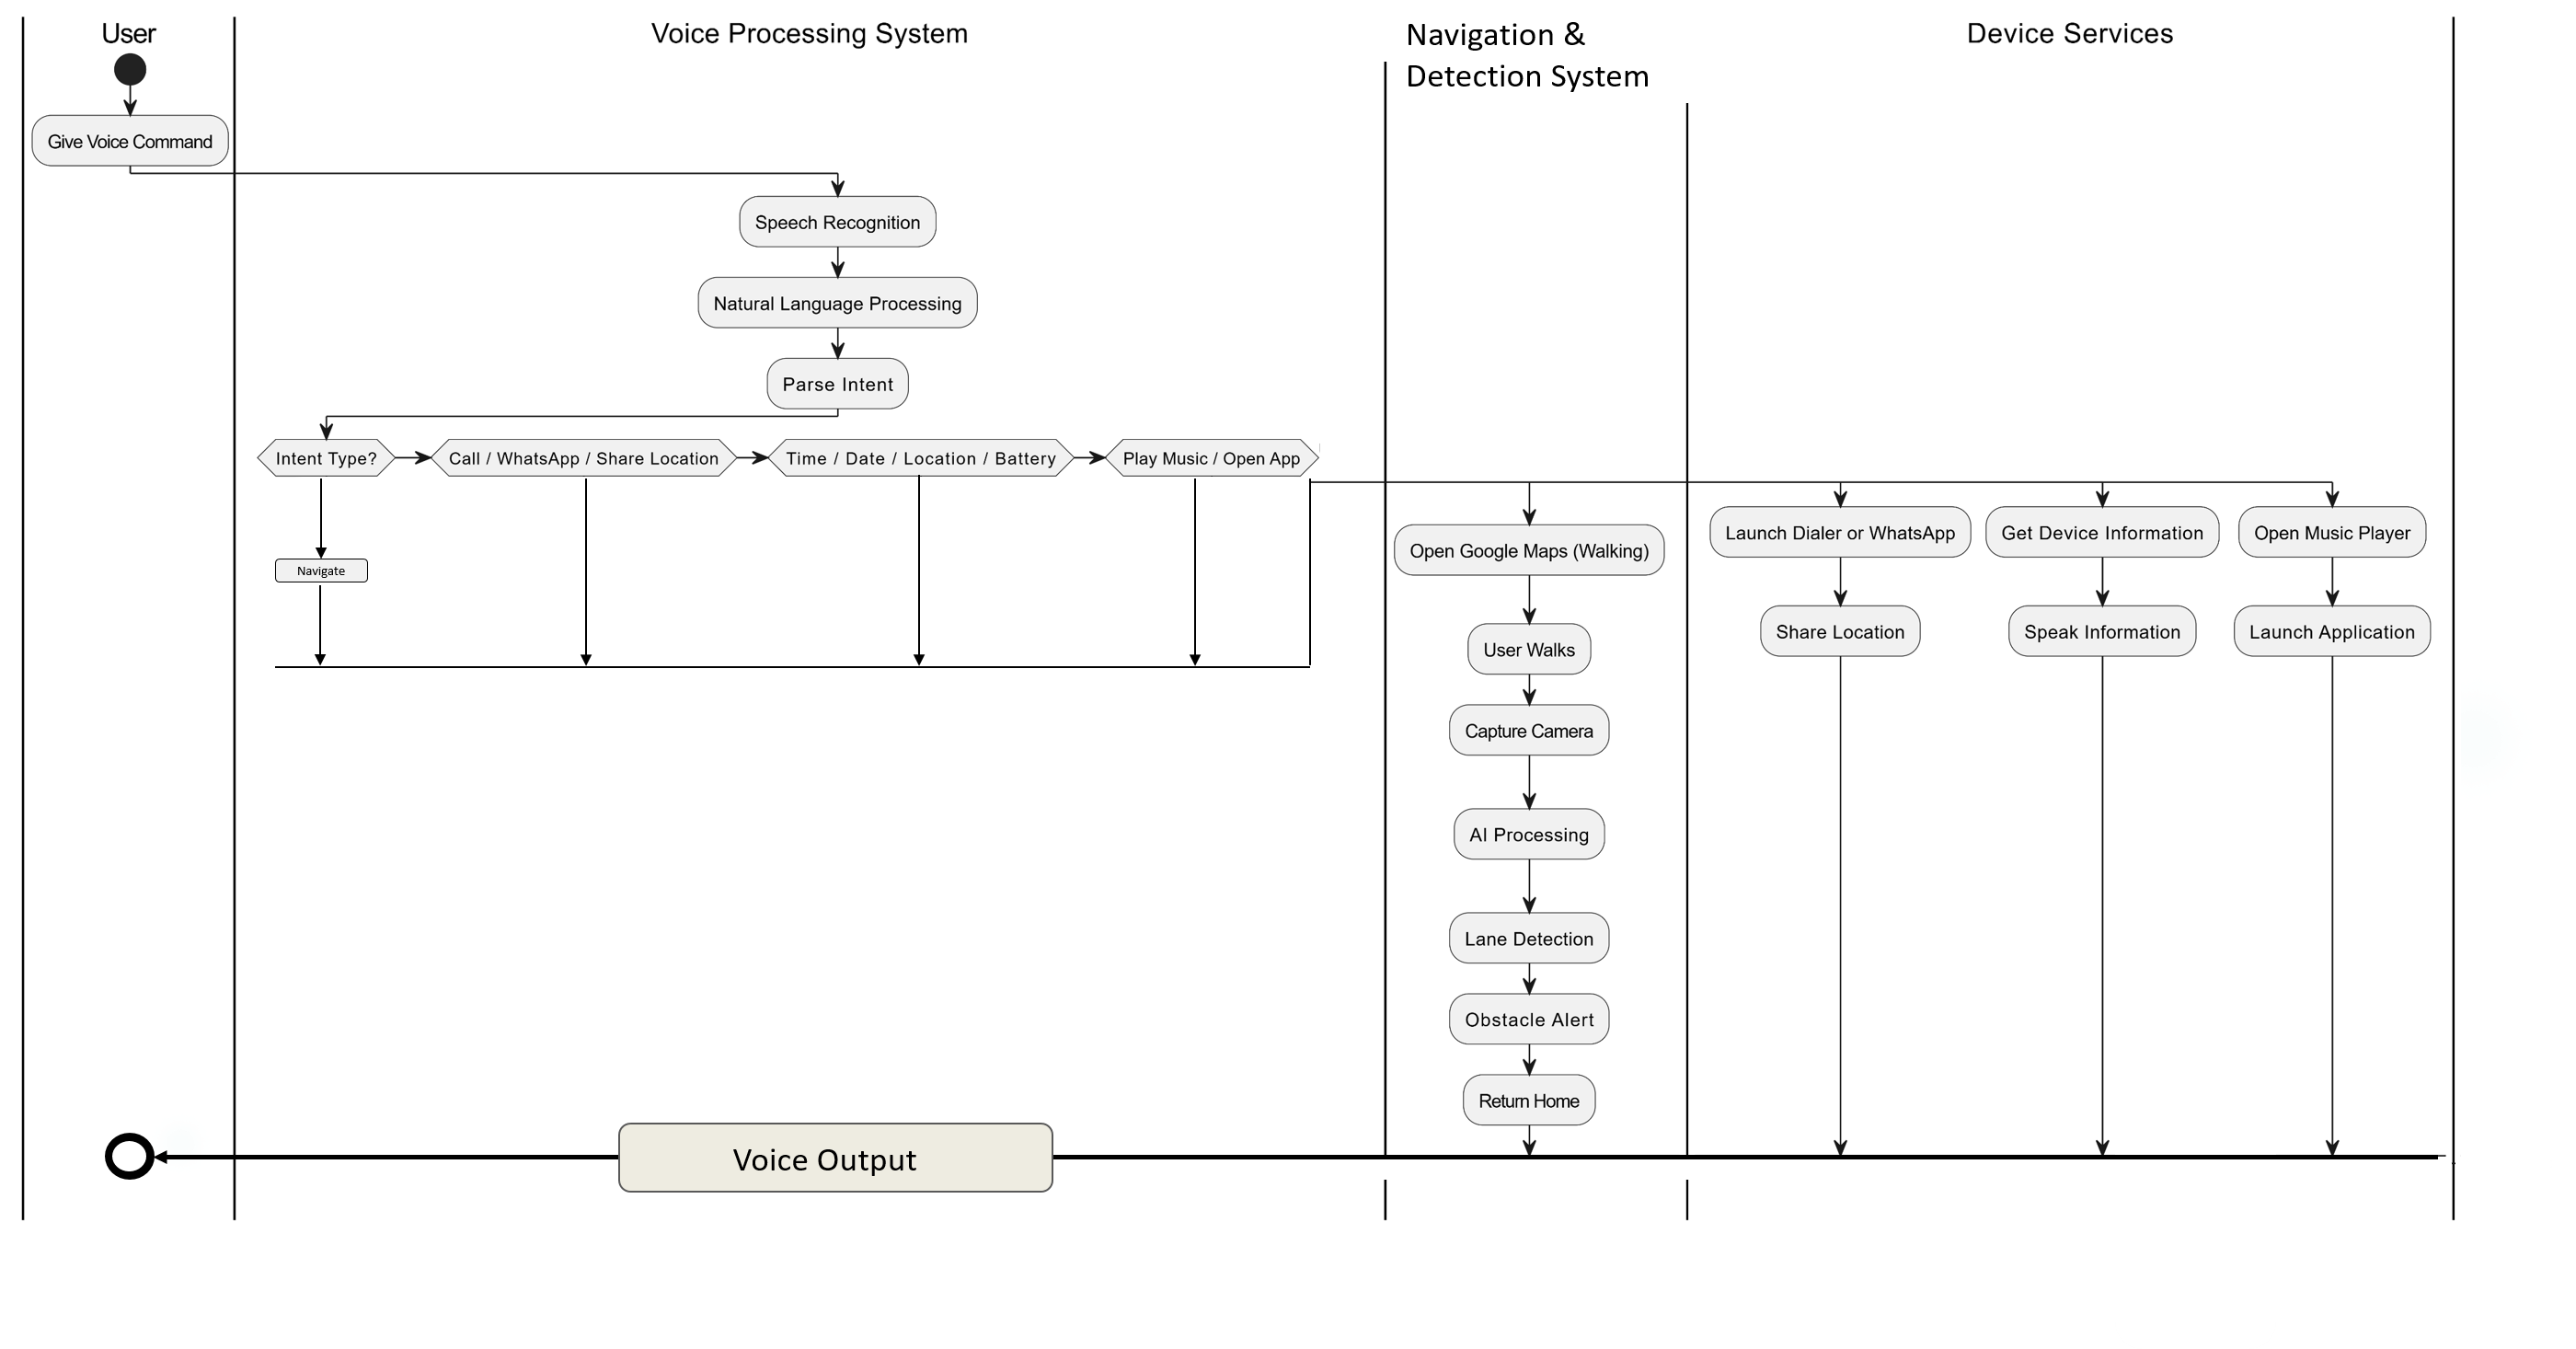 User
Voice Processing System
Navigation &
Detection System
Device Services
Give Voice Command
Speech Recognition
Natural Language Processing
Parse Intent
Intent Type?
Call / WhatsApp / Share Location
Time / Date / Location / Battery
Play Music / Open App
Navigate
Open Google Maps (Walking)
User Walks
Capture Camera
AI Processing
Lane Detection
Obstacle Alert
Return Home
Launch Dialer or WhatsApp
Share Location
Get Device Information
Speak Information
Open Music Player
Launch Application
Voice Output